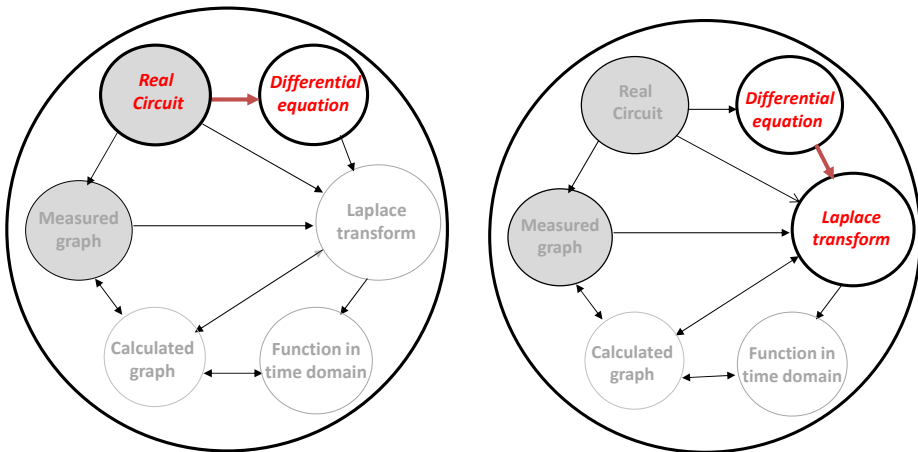 Real
Circuit
Differential
equation
Measured
graph
Laplace
transform
Calculated
graph
Function in
time domain
Real
Circuit
Differential
equation
Measured
graph
Laplace
transform
Calculated
graph
Function in
time domain